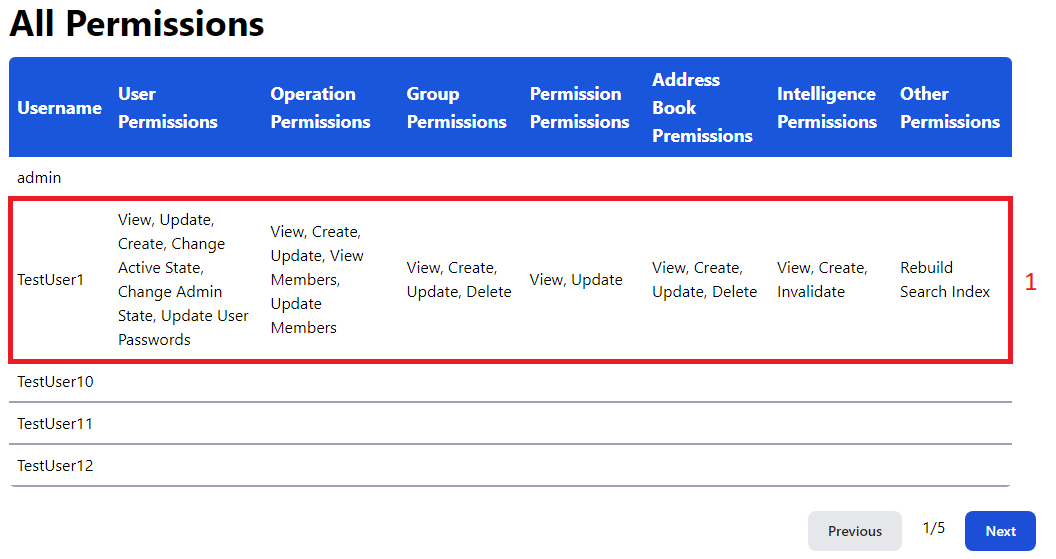 All Permissions
Username
User
Permissions
Operation
Permissions
Group
Permissions
Permission
Permissions
Address
Book
Premissions
Intelligence
Permissions
Other
Permissions
admin
TestUser1
View, Update,
Create, Change
Active State,
Change Admin
State, Update User
Passwords
View, Create,
Update, View
Members,
Update
Members
View, Create,
Update, Delete
View, Update
View, Create,
Update, Delete
View, Create,
Invalidate
Rebuild
Search Index
1
TestUser10
TestUser11
TestUser12
Previous
1/5
Next